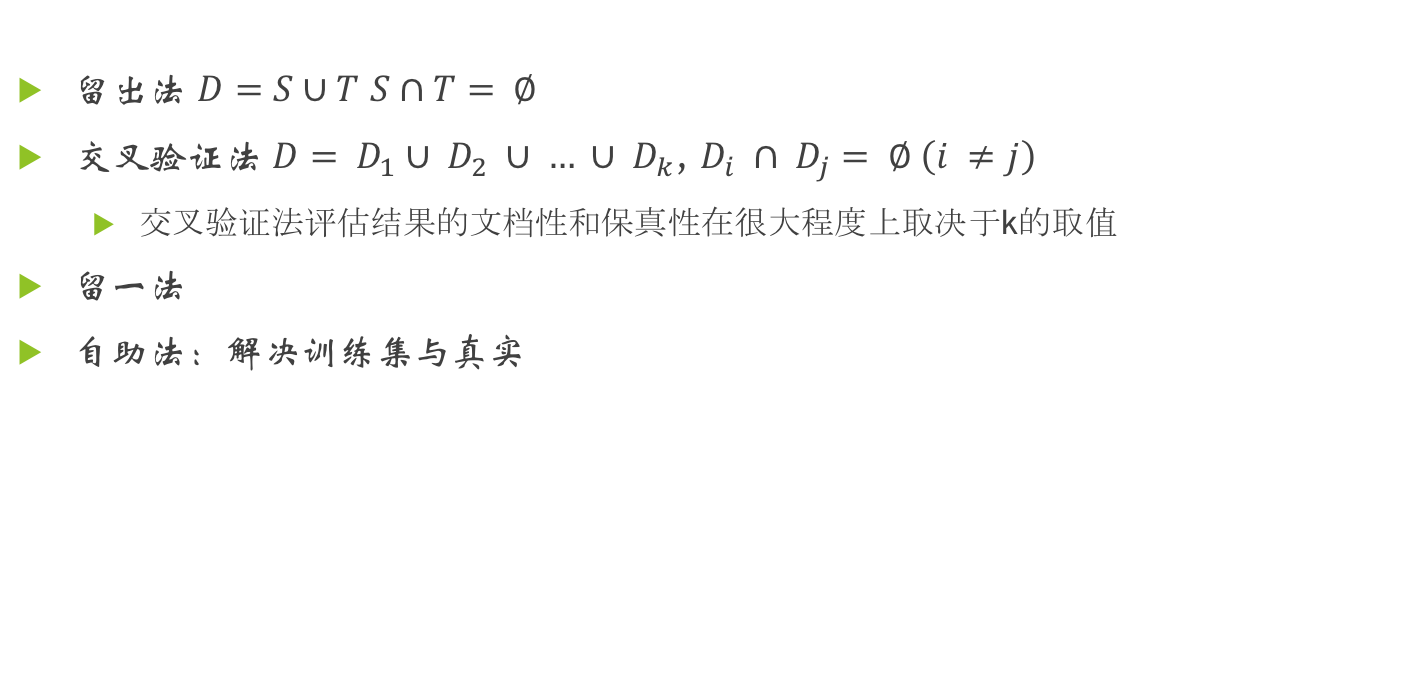 留出法 D = S ∪ T S ∩ T = ∅
交叉验证法 D = D₁ ∪ D₂ ∪ … ∪ Dₖ, Dᵢ ∩ Dⱼ = ∅ (i ≠ j)
交叉验证法评估结果的文档性和保真性在很大程度上取决于k的取值
留一法
自助法：解决训练集与真实